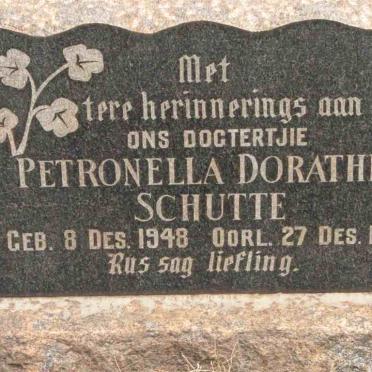 Met
tere herinnerings aan
ONS DOGTERTJIE
PETRONELLA DORATHE
SCHUTTE
GEB. 8 DES. 1948 OORL. 27 DES. 1
Rus sag liefling.